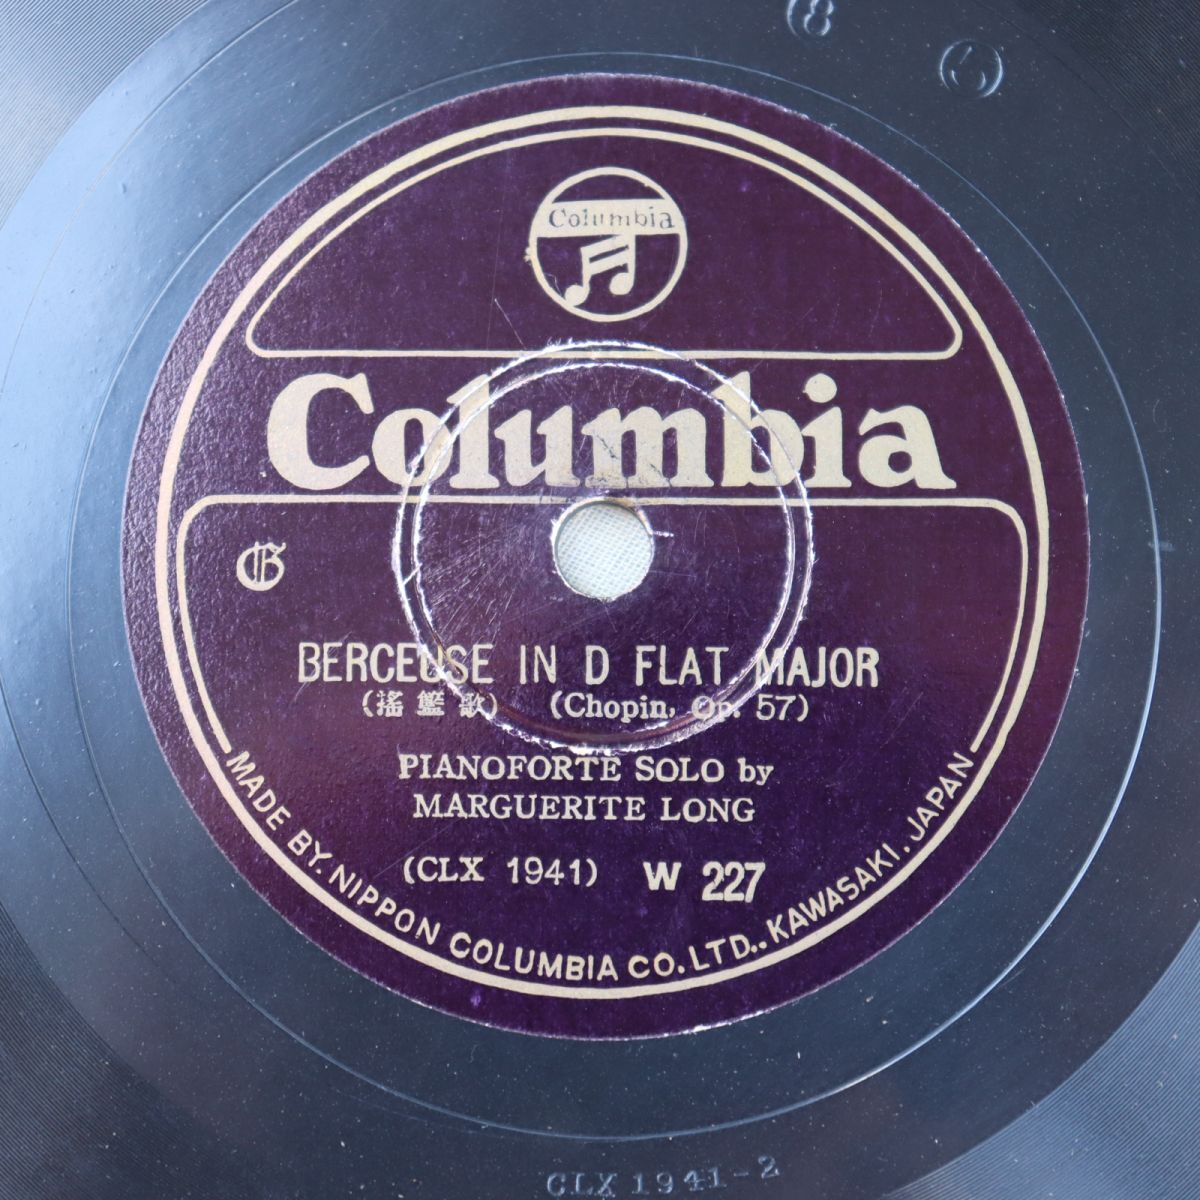 8
Columbia
Columbia
G
BERCEUSE IN D FLAT MAJOR
(搖籃歌) (Chopin, Op. 57)
PIANOFORTE SOLO by
MARGUERITE LONG
(CLX 1941) W 227
MADE BY. NIPPON COLUMBIA CO. LTD.. KAWASAKI. JAPAN
CLX 1941-2